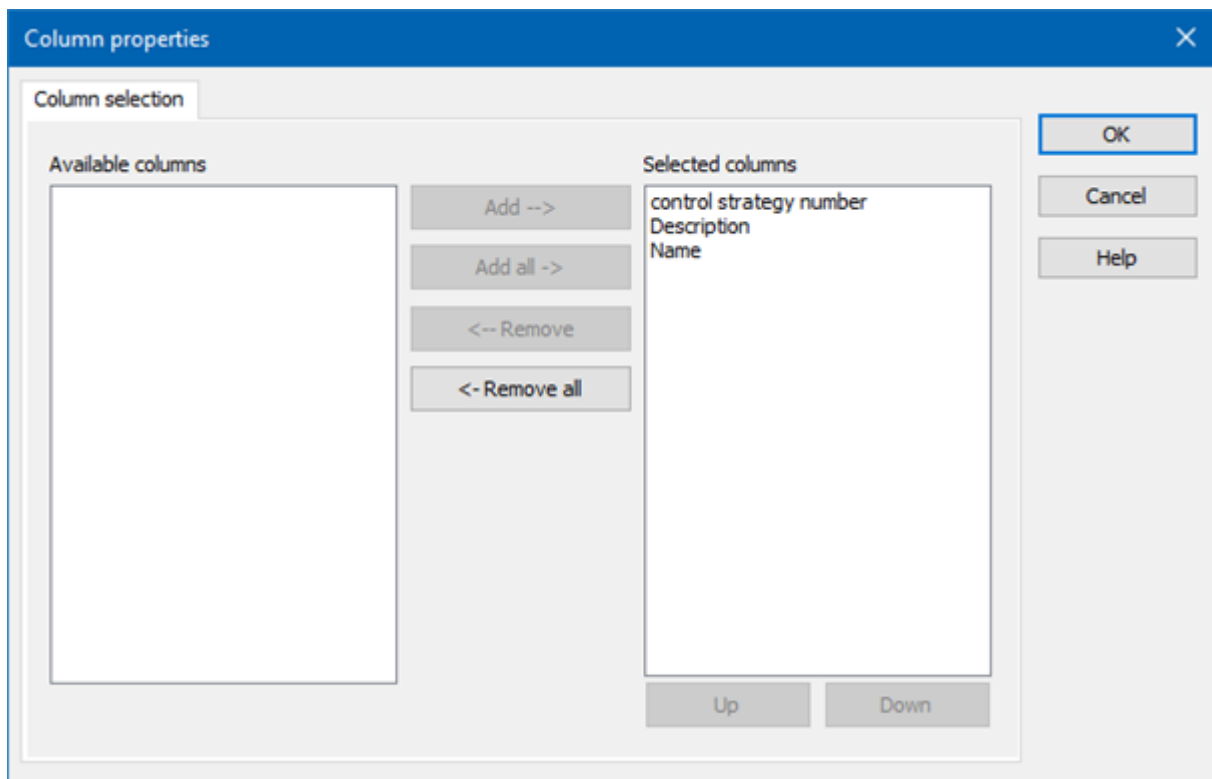 Column properties
Column selection
Available columns
Add -->
Add all ->
<-- Remove
<- Remove all
Selected columns
control strategy number
Description
Name
Up
Down
OK
Cancel
Help